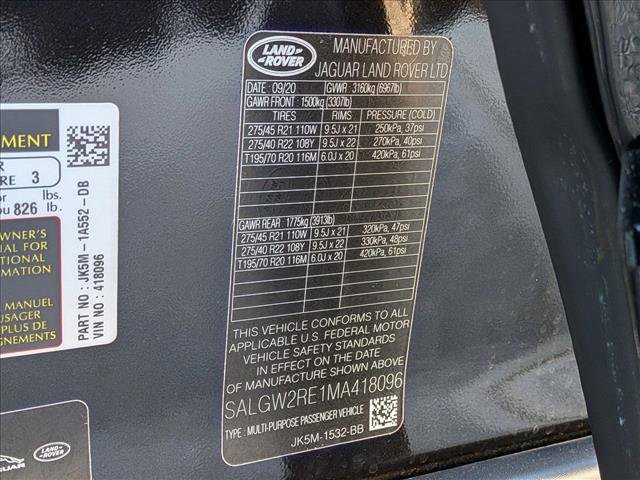 LAND-
ROVER
MANUFACTURED BY
JAGUAR LAND ROVER LTD
DATE : 09/20 GVWR : 3160kg (6967lb)
GAWR FRONT : 1500kg (3307lb)
TIRES RIMS PRESSURE (COLD)
275/45 R21 110W 9.5J x 21 250kPa, 37psi
275/40 R22 108Y 9.5J x 22 270kPa, 40psi
T195/70 R20 116M 6.0J x 20 420kPa, 61psi
GAWR REAR : 1775kg (3913lb)
275/45 R21 110W 9.5J x 21 320kPa, 47psi
275/40 R22 108Y 9.5J x 22 330kPa, 48psi
T195/70 R20 116M 6.0J x 20 420kPa, 61psi
THIS VEHICLE CONFORMS TO ALL
APPLICABLE U.S. FEDERAL MOTOR
VEHICLE SAFETY STANDARDS
IN EFFECT ON THE DATE
OF MANUFACTURE SHOWN ABOVE
SALGW2RE1MA418096
TYPE : MULTI-PURPOSE PASSENGER VEHICLE
JK5M-1532-BB
EMENT
RE 3
or lbs.
ou 826 lb
OWNER'S
UAL FOR
TIONAL
MATION
MANUEL
USAGER
PLUS DE
GNEMENTS
PART NO : JK5M - 1A552 - DB
VIN NO : 418096
GUAR
LAND-
ROVER